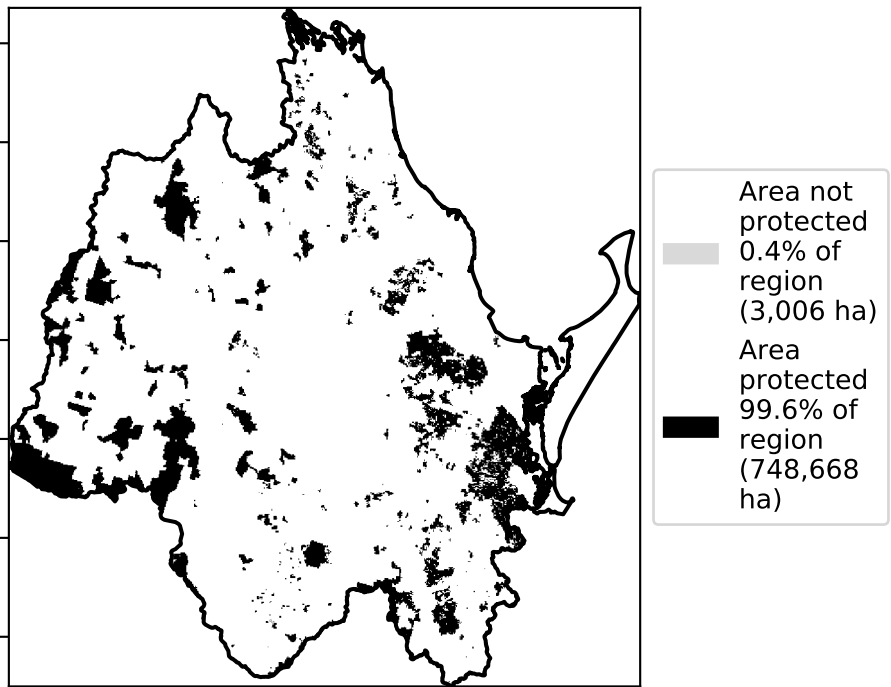 Area not
protected
0.4% of
region
(3,006 ha)
Area
protected
99.6% of
region
(748,668
ha)